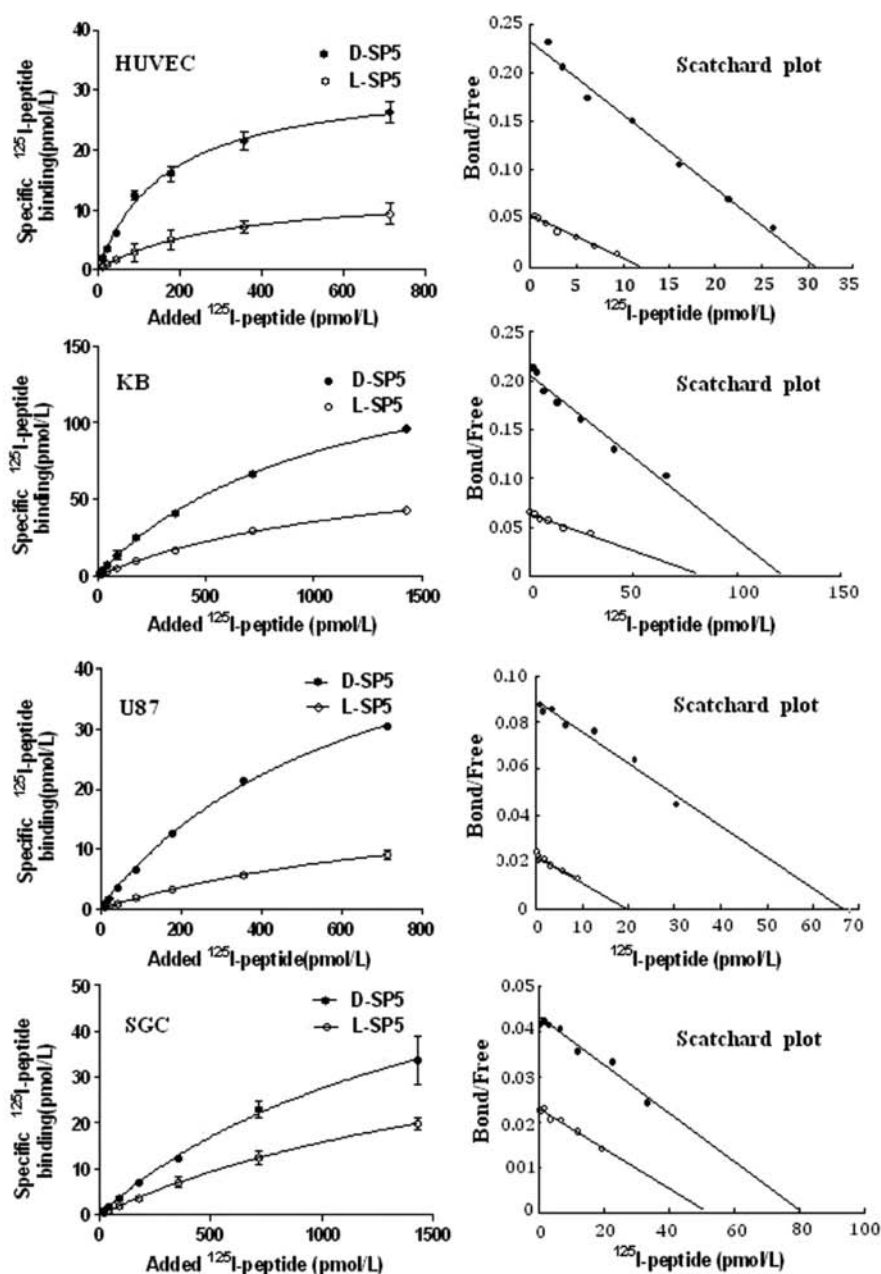 HUVEC
D-SP5
L-SP5
Specific ¹²⁵I-peptide
binding(pmol/L)
40
30
20
10
0
0 200 400 600 800
Added ¹²⁵I-peptide (pmol/L)
Scatchard plot
Bond/Free
0.25
0.20
0.15
0.10
0.05
0
0 5 10 15 20 25 30 35
¹²⁵I-peptide (pmol/L)
KB
D-SP5
L-SP5
Specific ¹²⁵I-peptide
binding(pmol/L)
150
100
50
0
0 500 1000 1500
Added ¹²⁵I-peptide (pmol/L)
Scatchard plot
Bond/Free
0.25
0.20
0.15
0.10
0.05
0
0 50 100 150
¹²⁵I-peptide (pmol/L)
U87
D-SP5
L-SP5
Specific ¹²⁵I-peptide
binding(pmol/L)
40
30
20
10
0
0 200 400 600 800
Added ¹²⁵I-peptide(pmol/L)
Scatchard plot
Bond/Free
0.10
0.08
0.06
0.04
0.02
0
0 10 20 30 40 50 60 70
¹²⁵I-peptide (pmol/L)
SGC
D-SP5
L-SP5
Specific ¹²⁵I-peptide
binding(pmol/L)
50
40
30
20
10
0
0 500 1000 1500
Added ¹²⁵I-peptide (pmol/L)
Scatchard plot
Bond/Free
0.05
0.04
0.03
0.02
001
0
0 20 40 60 80 100
¹²⁵I-peptide (pmol/L)